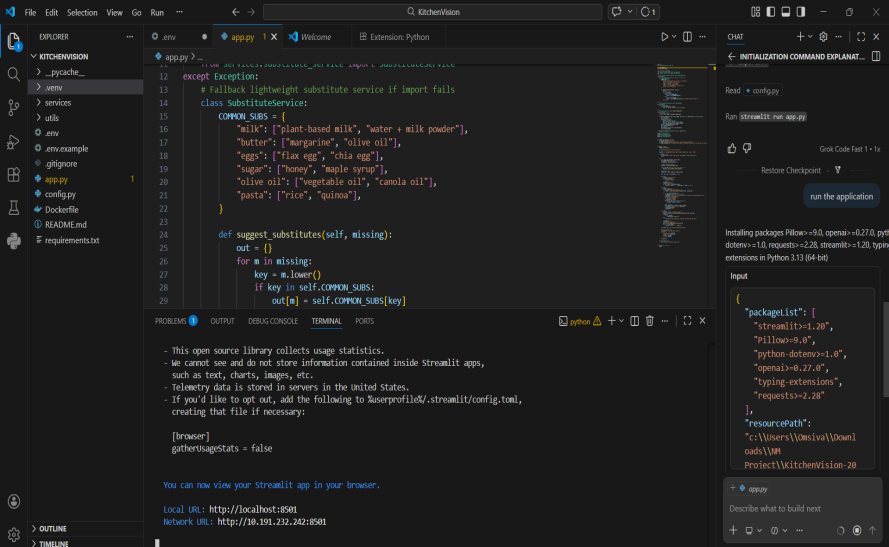 File Edit Selection View Go Run ··· KitchenVision 1
EXPLORER ···
KITCHENVISION
__pycache__
.venv
services
utils
.env
.env.example
.gitignore
app.py 1
config.py
Dockerfile
README.md
requirements.txt
OUTLINE
TIMELINE
.env app.py 1 Welcome Extension: Python
app.py > ...
11 from services.substitute_service import SubstituteService
12 except Exception:
13 # Fallback lightweight substitute service if import fails
14 class SubstituteService:
15 COMMON_SUBS = {
16 "milk": ["plant-based milk", "water + milk powder"],
17 "butter": ["margarine", "olive oil"],
18 "eggs": ["flax egg", "chia egg"],
19 "sugar": ["honey", "maple syrup"],
20 "olive oil": ["vegetable oil", "canola oil"],
21 "pasta": ["rice", "quinoa"],
22 }
23
24 def suggest_substitutes(self, missing):
25 out = {}
26 for m in missing:
27 key = m.lower()
28 if key in self.COMMON_SUBS:
29 out[m] = self.COMMON_SUBS[key]
PROBLEMS 1 OUTPUT DEBUG CONSOLE TERMINAL PORTS python
- This open source library collects usage statistics.
- We cannot see and do not store information contained inside Streamlit apps,
such as text, charts, images, etc.
- Telemetry data is stored in servers in the United States.
- If you'd like to opt out, add the following to %userprofile%/.streamlit/config.toml,
creating that file if necessary:
[browser]
gatherUsageStats = false
You can now view your Streamlit app in your browser.
Local URL: http://localhost:8501
Network URL: http://10.191.232.242:8501
CHAT
INITIALIZATION COMMAND EXPLANAT...
Read config.py
Ran streamlit run app.py
Grok Code Fast 1 • 1x
Restore Checkpoint
run the application
Installing packages Pillow>=9.0, openai>=0.27.0, pyth
dotenv>=1.0, requests>=2.28, streamlit>=1.20, typing
extensions in Python 3.13 (64-bit)
Input
{
"packageList": [
"streamlit>=1.20",
"Pillow>=9.0",
"python-dotenv>=1.0",
"openai>=0.27.0",
"typing-extensions",
"requests>=2.28"
],
"resourcePath":
"c:\\Users\\Omsiva\\Downl
oads\\NM
Project\\KitchenVision-20
app.py
Describe what to build next